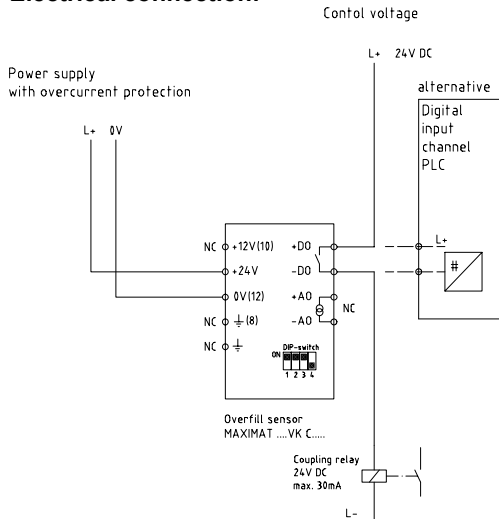 Contol voltage
L+ 24V DC
Power supply
with overcurrent protection
L+ 0V
alternative
Digital
input
channel
PLC
L+
#
NC +12V(10) +DO
+24V -DO
0V(12) +AO
NC
NC (8) -AO
NC
DIP-switch
ON
1 2 3 4
Overfill sensor
MAXIMAT ....VK C.....
Coupling relay
24V DC
max. 30mA
L-